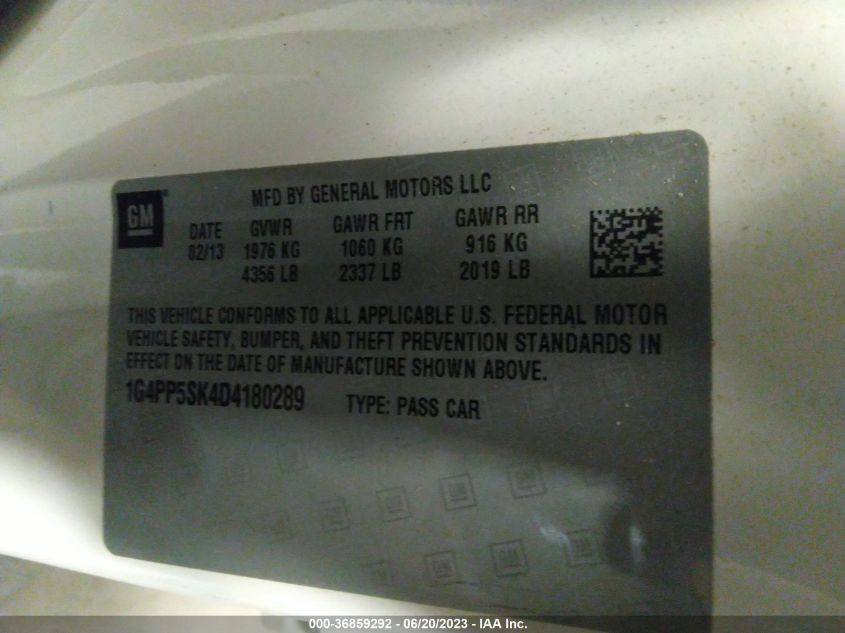 GM
MFD BY GENERAL MOTORS LLC
DATE GVWR GAWR FRT GAWR RR
02/13 1976 KG 1060 KG 916 KG
4356 LB 2337 LB 2019 LB
THIS VEHICLE CONFORMS TO ALL APPLICABLE U.S. FEDERAL MOTOR
VEHICLE SAFETY, BUMPER, AND THEFT PREVENTION STANDARDS IN
EFFECT ON THE DATE OF MANUFACTURE SHOWN ABOVE.
1G4PP5SK4D4180289 TYPE: PASS CAR
000-36859292 - 06/20/2023 - IAA Inc.